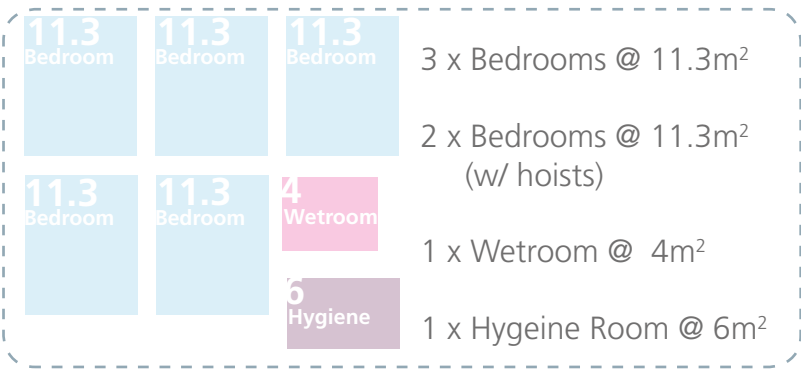 11.3
Bedroom
11.3
Bedroom
11.3
Bedroom
11.3
Bedroom
11.3
Bedroom
4
Wetroom
6
Hygiene
3 x Bedrooms @ 11.3m²
2 x Bedrooms @ 11.3m²
(w/ hoists)
1 x Wetroom @ 4m²
1 x Hygeine Room @ 6m²